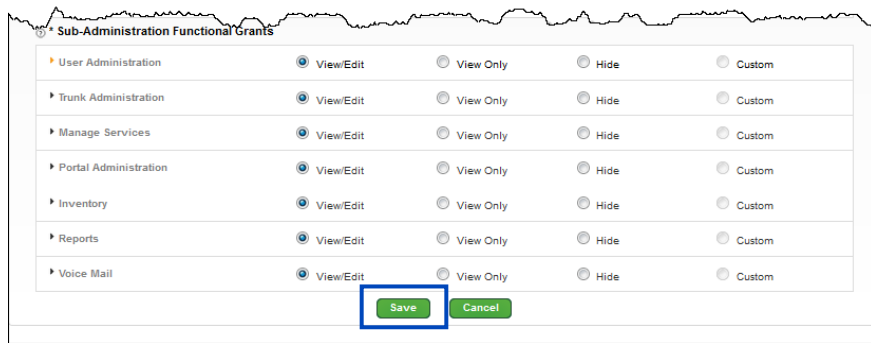 * Sub-Administration Functional Grants
User Administration View/Edit View Only Hide Custom
Trunk Administration View/Edit View Only Hide Custom
Manage Services View/Edit View Only Hide Custom
Portal Administration View/Edit View Only Hide Custom
Inventory View/Edit View Only Hide Custom
Reports View/Edit View Only Hide Custom
Voice Mail View/Edit View Only Hide Custom
Save Cancel